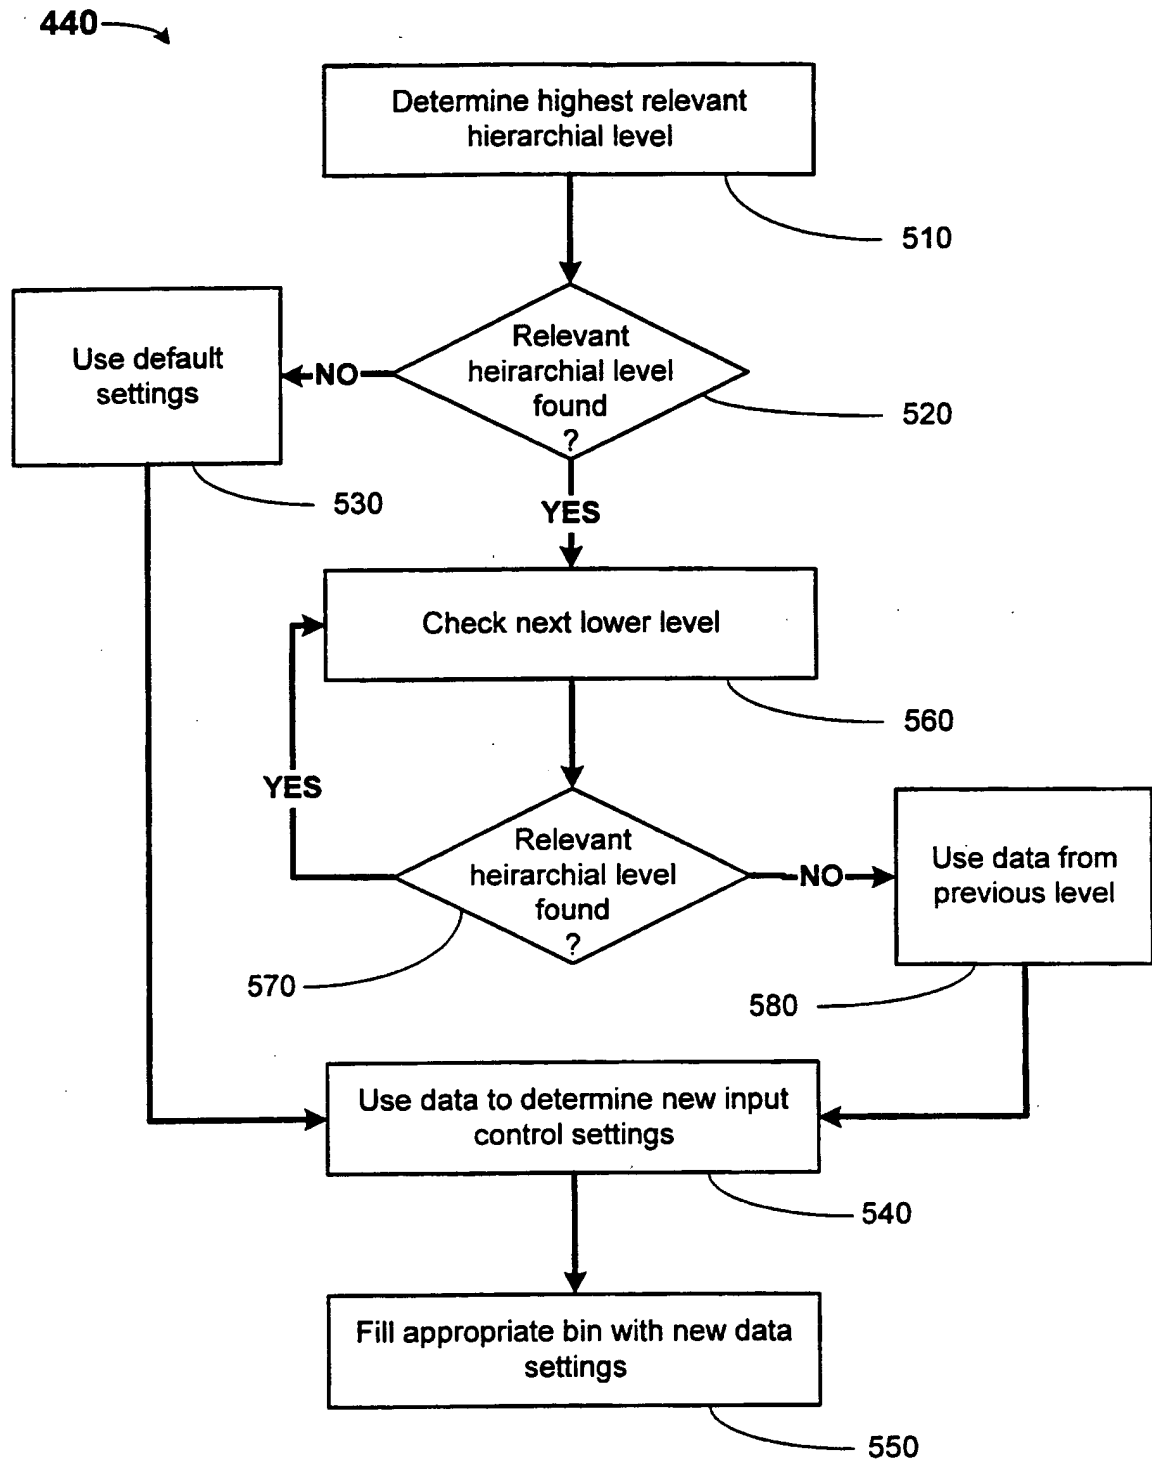 440
Determine highest relevant
hierarchial level
510
Relevant
heirarchial level
found
?
520
NO
Use default
settings
530
YES
Check next lower level
560
YES
Relevant
heirarchial level
found
?
570
NO
Use data from
previous level
580
Use data to determine new input
control settings
540
Fill appropriate bin with new data
settings
550